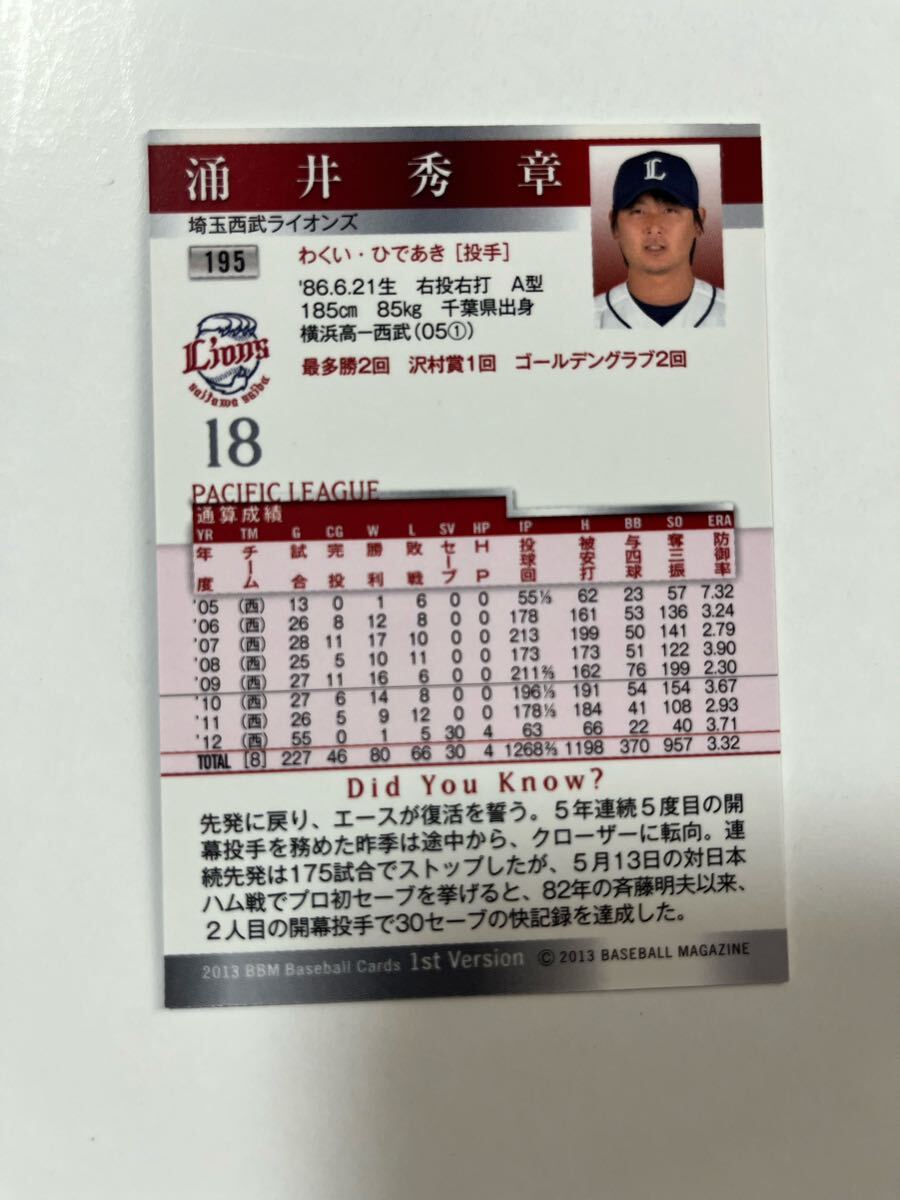 涌井秀章
L
埼玉西武ライオンズ
195
わくい・ひであき［投手］
'86.6.21生　右投右打　A型
185㎝　85㎏　千葉県出身
横浜高ー西武（05①）
最多勝2回　沢村賞1回　ゴールデングラブ2回
Lions
saitama seibu
18
PACIFIC LEAGUE
通算成績
YR TM G CG W L SV HP IP H BB SO ERA
年度 チーム 試合 完投 勝利 敗戦 セーブ HP 投球回 被安打 与四球 奪三振 防御率
'05 (西) 13 0 1 6 0 0 55⅓ 62 23 57 7.32
'06 (西) 26 8 12 8 0 0 178 161 53 136 3.24
'07 (西) 28 11 17 10 0 0 213 199 50 141 2.79
'08 (西) 25 5 10 11 0 0 173 173 51 122 3.90
'09 (西) 27 11 16 6 0 0 211⅔ 162 76 199 2.30
'10 (西) 27 6 14 8 0 0 196⅓ 191 54 154 3.67
'11 (西) 26 5 9 12 0 0 178⅓ 184 41 108 2.93
'12 (西) 55 0 1 5 30 4 63 66 22 40 3.71
TOTAL [8] 227 46 80 66 30 4 1268⅔ 1198 370 957 3.32
Did You Know?
先発に戻り、エースが復活を誓う。５年連続５度目の開
幕投手を務めた昨季は途中から、クローザーに転向。連
続先発は175試合でストップしたが、５月13日の対日本
ハム戦でプロ初セーブを挙げると、82年の斉藤明夫以来、
２人目の開幕投手で30セーブの快記録を達成した。
2013 BBM Baseball Cards 1st Version © 2013 BASEBALL MAGAZINE